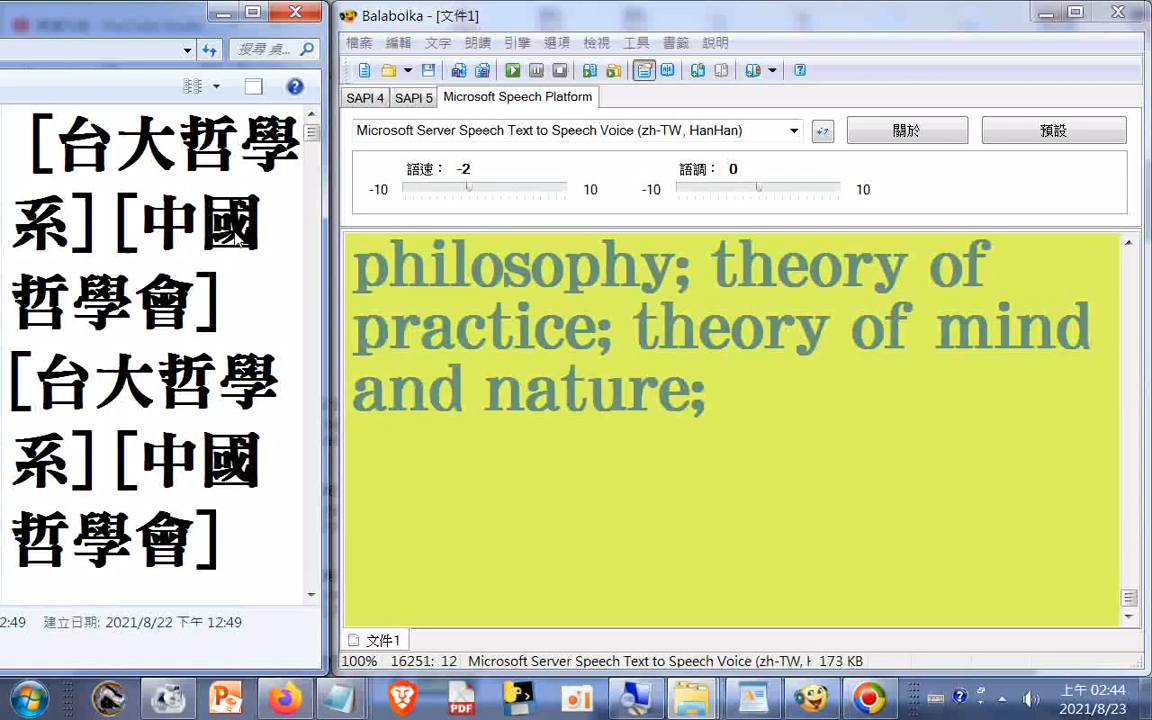 搜尋 桌...
[台大哲學
系] [中國
哲學會]
[台大哲學
系] [中國
哲學會]
2:49 建立日期: 2021/8/22 下午 12:49
Balabolka - [文件1]
檔案 編輯 文字 朗讀 引擎 選項 檢視 工具 書籤 說明
SAPI 4 SAPI 5 Microsoft Speech Platform
Microsoft Server Speech Text to Speech Voice (zh-TW, HanHan) 關於 預設
語速： -2 語調： 0
-10 10 -10 10
philosophy; theory of
practice; theory of mind
and nature;
文件1
100% 16251: 12 Microsoft Server Speech Text to Speech Voice (zh-TW, H 173 KB
PDF
上午 02:44
2021/8/23